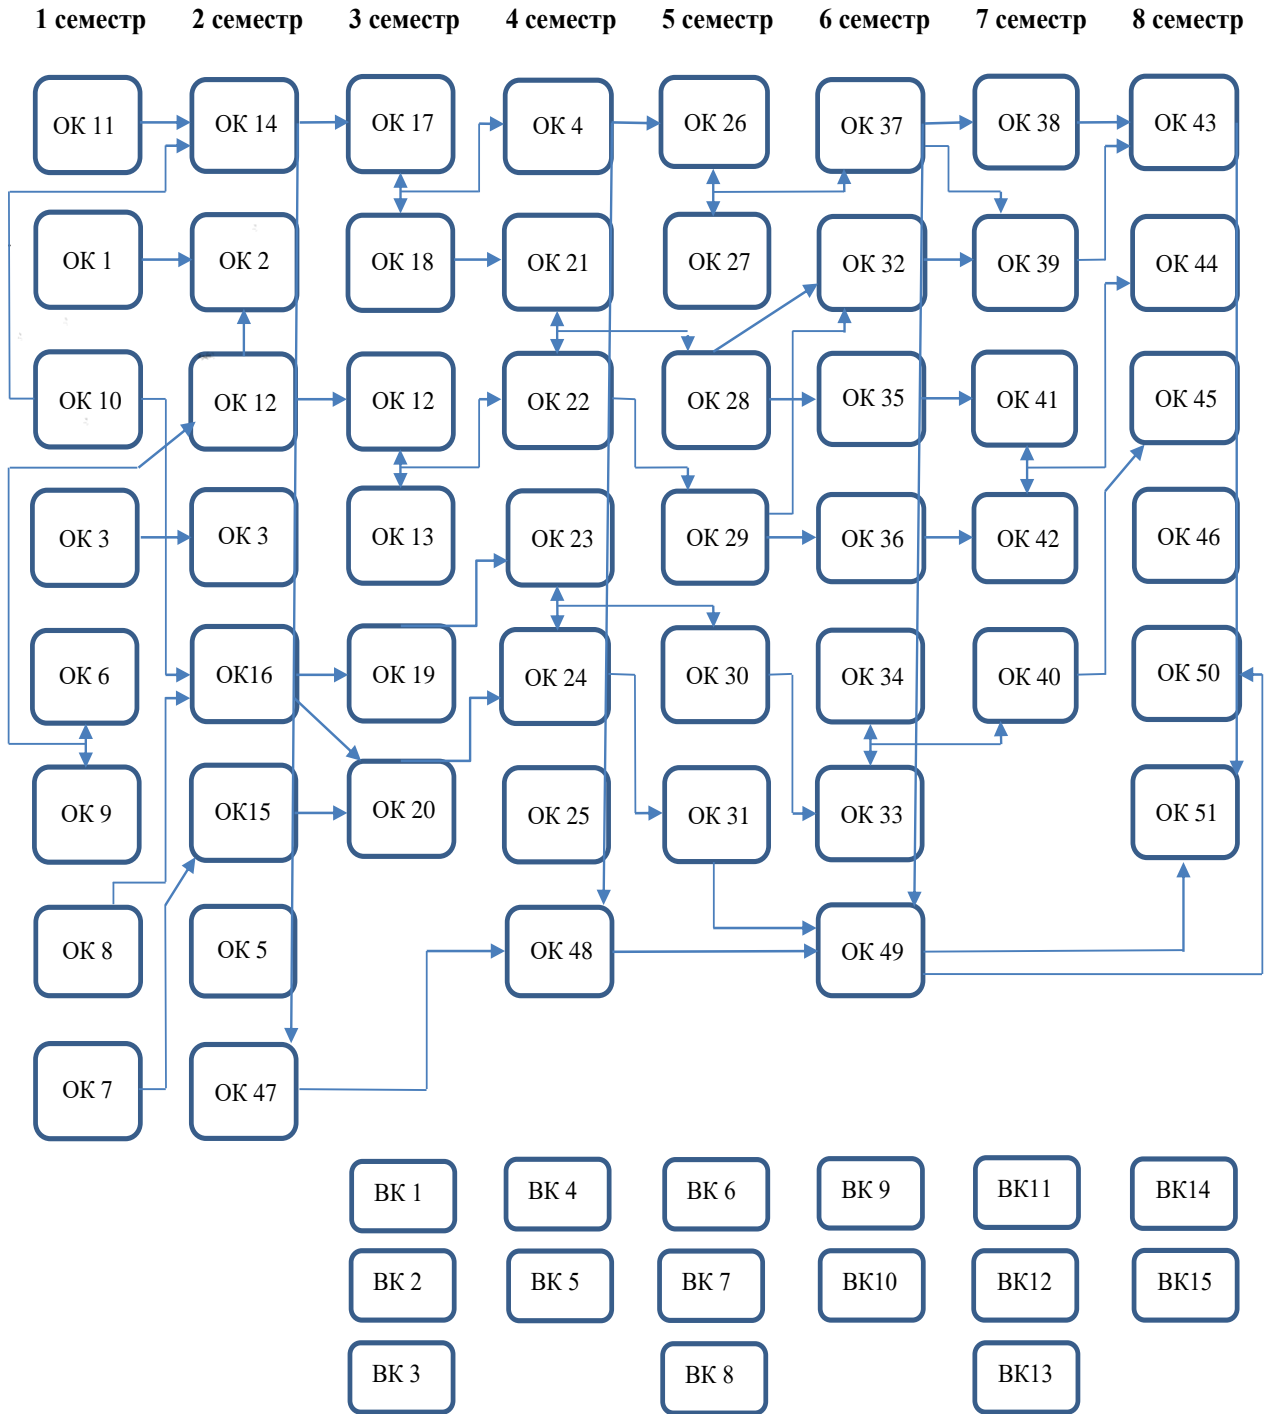 1 семестр 2 семестр 3 семестр 4 семестр 5 семестр 6 семестр 7 семестр 8 семестр
ОК 11 ОК 14 ОК 17 ОК 4 ОК 26 ОК 37 ОК 38 ОК 43
ОК 1 ОК 2 ОК 18 ОК 21 ОК 27 ОК 32 ОК 39 ОК 44
ОК 10 ОК 12 ОК 12 ОК 22 ОК 28 ОК 35 ОК 41 ОК 45
ОК 3 ОК 3 ОК 13 ОК 23 ОК 29 ОК 36 ОК 42 ОК 46
ОК 6 ОК16 ОК 19 ОК 24 ОК 30 ОК 34 ОК 40 ОК 50
ОК 9 ОК15 ОК 20 ОК 25 ОК 31 ОК 33 ОК 51
ОК 8 ОК 5 ОК 48 ОК 49
ОК 7 ОК 47
ВК 1 ВК 4 ВК 6 ВК 9 ВК11 ВК14
ВК 2 ВК 5 ВК 7 ВК10 ВК12 ВК15
ВК 3 ВК 8 ВК13